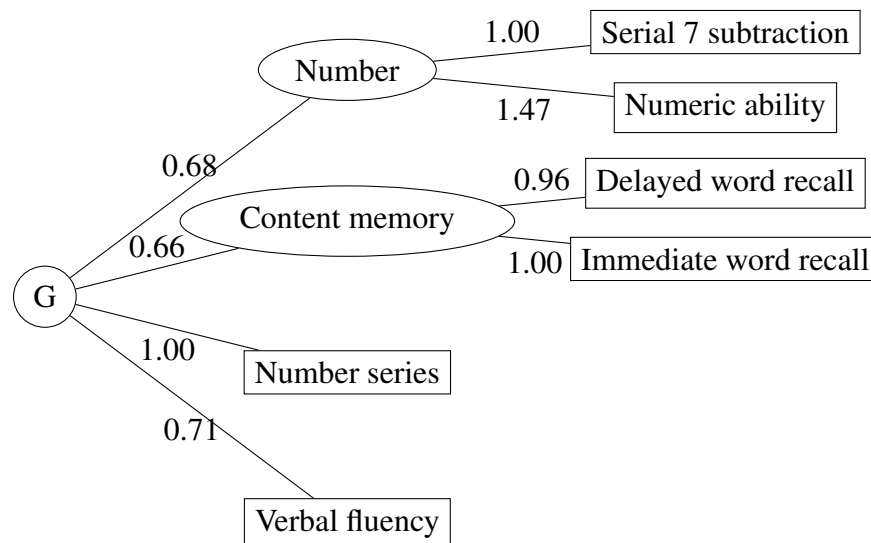 1.00
Serial 7 subtraction
Number
1.47
Numeric ability
0.68
0.96
Delayed word recall
Content memory
0.66
1.00
Immediate word recall
G
1.00
Number series
0.71
Verbal fluency